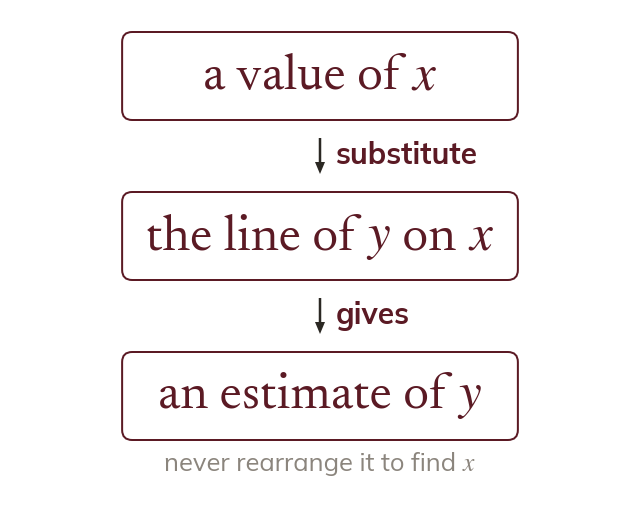 a value of x
substitute
the line of y on x
gives
an estimate of y
never rearrange it to find x